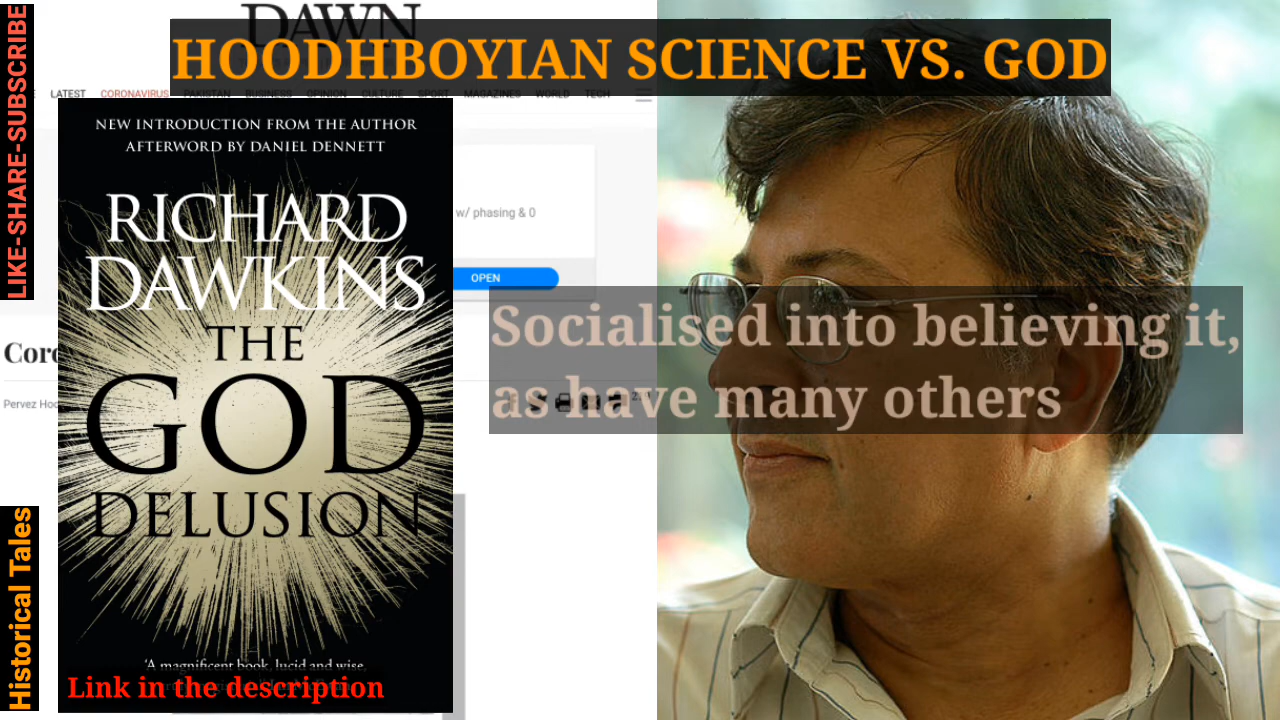 DAWN
HOODHBOYIAN SCIENCE VS. GOD
LIKE-SHARE-SUBSCRIBE
LATEST CORONAVIRUS PAKISTAN BUSINESS OPINION CULTURE SPORT MAGAZINES WORLD TECH
NEW INTRODUCTION FROM THE AUTHOR
AFTERWORD BY DANIEL DENNETT
RICHARD
DAWKINS
THE
GOD
DELUSION
w/ phasing & 0
OPEN
Socialised into believing it,
as have many others
Pervez
Historical Tales
'A magnificent book, lucid and wise,
Link in the description